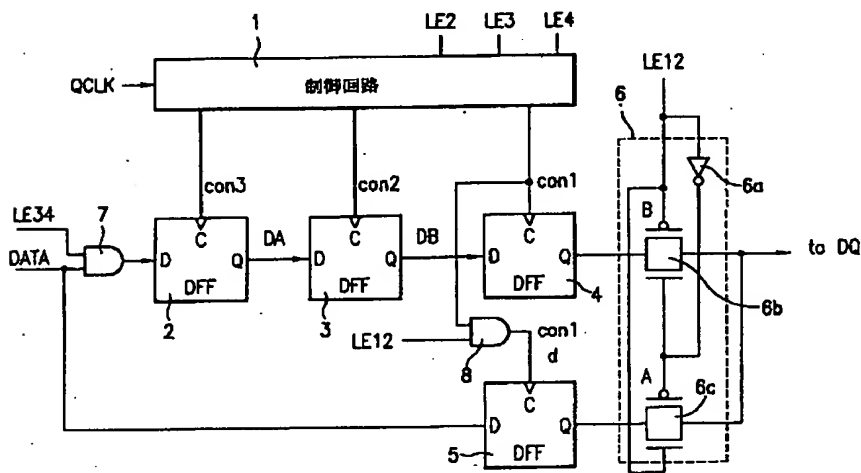 1
LE2 LE3 LE4
LE12
QCLK
制御回路
6
con3
con2
con1
6a
7
LE34
DATA
B
C
C
C
D
DFF
Q
DA
D
DFF
Q
DB
D
DFF
Q
to DQ
2
3
4
6b
LE12
8
con1
d
A
6c
C
D
DFF
Q
5